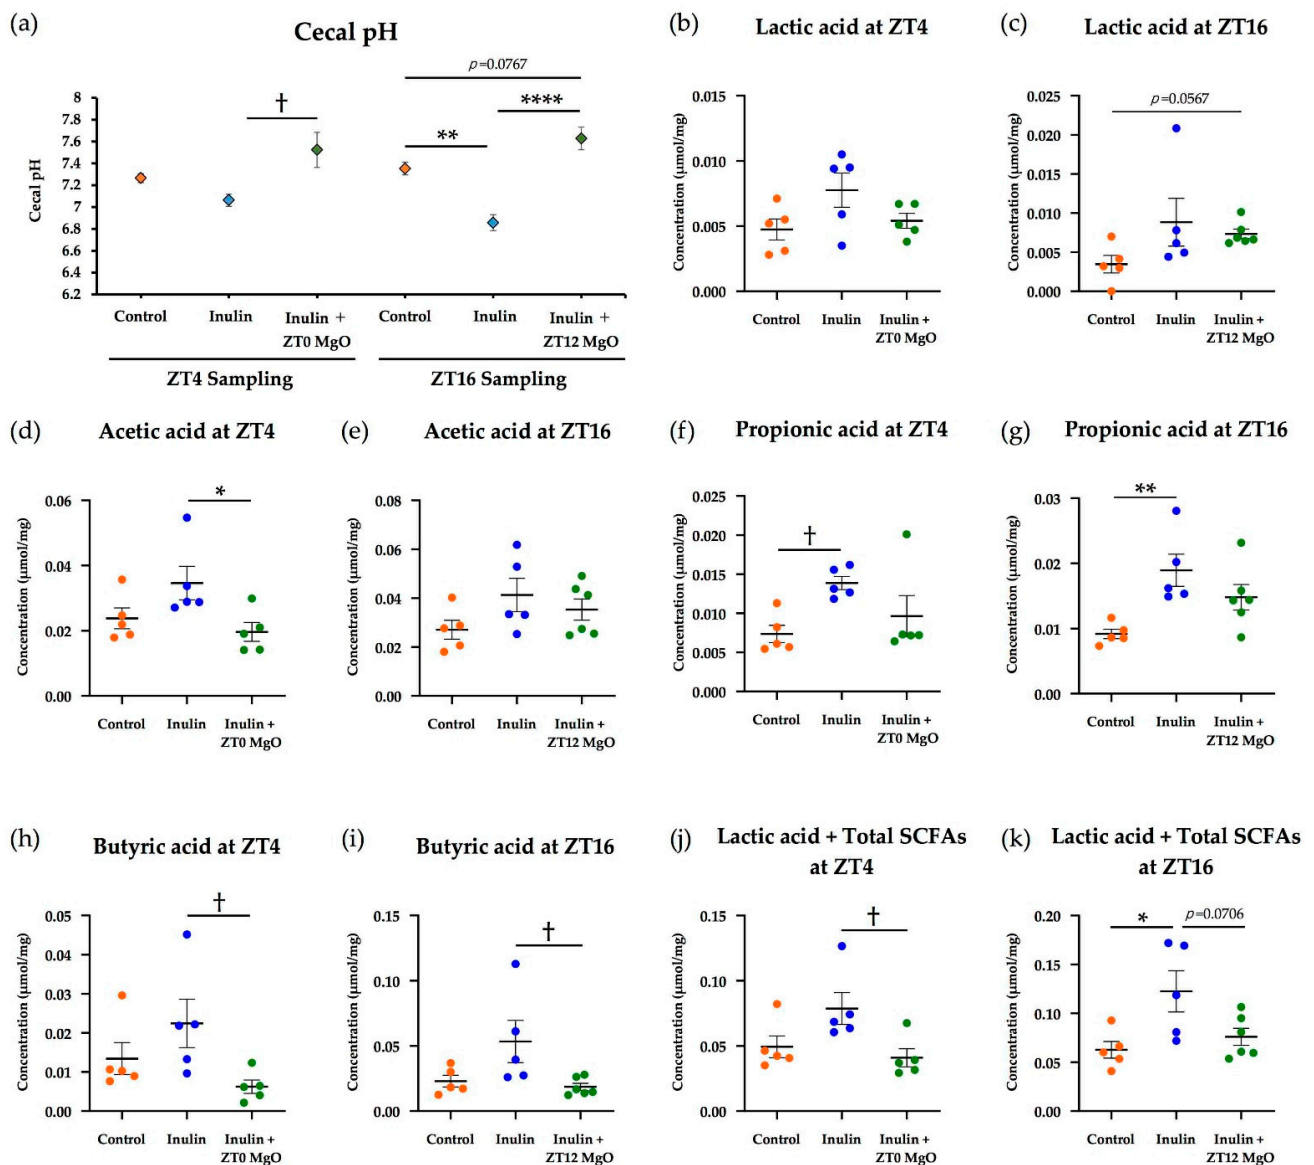 (a)
Cecal pH
p=0.0767
†
**
****
Cecal pH
8
7.8
7.6
7.4
7.2
7
6.8
6.6
6.4
6.2
Control
Inulin
Inulin +
ZT0 MgO
Control
Inulin
Inulin +
ZT12 MgO
ZT4 Sampling
ZT16 Sampling
(b)
Lactic acid at ZT4
Concentration (μmol/mg)
0.015
0.010
0.005
0.000
Control
Inulin
Inulin +
ZT0 MgO
(c)
Lactic acid at ZT16
p=0.0567
Concentration (μmol/mg)
0.025
0.020
0.015
0.010
0.005
0.000
Control
Inulin
Inulin +
ZT12 MgO
(d)
Acetic acid at ZT4
*
Concentration (μmol/mg)
0.06
0.04
0.02
0.00
Control
Inulin
Inulin +
ZT0 MgO
(e)
Acetic acid at ZT16
Concentration (μmol/mg)
0.08
0.06
0.04
0.02
0.00
Control
Inulin
Inulin +
ZT12 MgO
(f)
Propionic acid at ZT4
†
Concentration (μmol/mg)
0.025
0.020
0.015
0.010
0.005
0.000
Control
Inulin
Inulin +
ZT0 MgO
(g)
Propionic acid at ZT16
**
Concentration (μmol/mg)
0.03
0.02
0.01
0.00
Control
Inulin
Inulin +
ZT12 MgO
(h)
Butyric acid at ZT4
†
Concentration (μmol/mg)
0.05
0.04
0.03
0.02
0.01
0.00
Control
Inulin
Inulin +
ZT0 MgO
(i)
Butyric acid at ZT16
†
Concentration (μmol/mg)
0.15
0.10
0.05
0.00
Control
Inulin
Inulin +
ZT12 MgO
(j)
Lactic acid + Total SCFAs
at ZT4
†
Concentration (μmol/mg)
0.15
0.10
0.05
0.00
Control
Inulin
Inulin +
ZT0 MgO
(k)
Lactic acid + Total SCFAs
at ZT16
*
p=0.0706
Concentration (μmol/mg)
0.20
0.15
0.10
0.05
0.00
Control
Inulin
Inulin +
ZT12 MgO